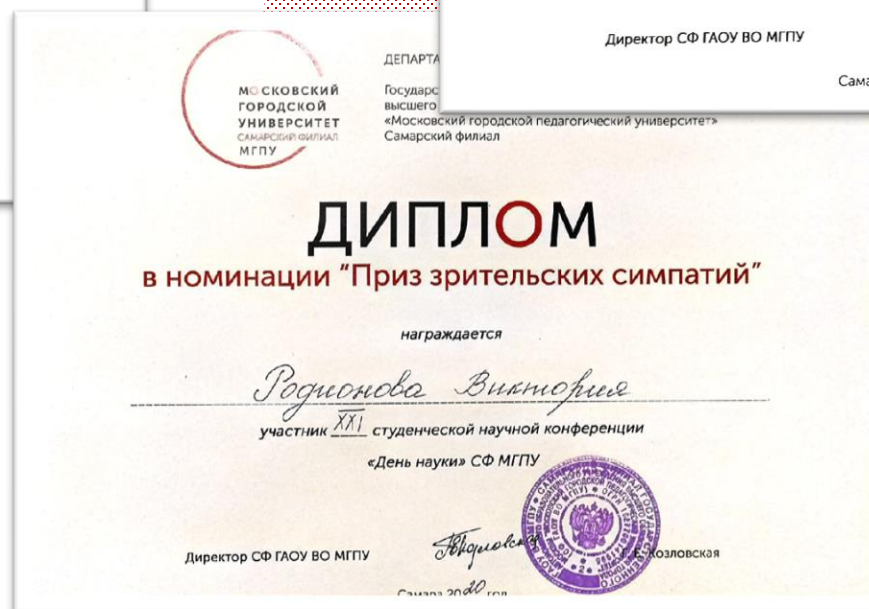 Директор СФ ГАОУ ВО МГПУ
МОСКОВСКИЙ
ГОРОДСКОЙ
УНИВЕРСИТЕТ
САМАРСКИЙ ФИЛИАЛ
МГПУ
высшего
«Московский городской педагогический университет»
Самарский филиал
ДИПЛОМ
в номинации “Приз зрительских симпатий”
награждается
Родионова Виктория
участник XXI студенческой научной конференции
«День науки» СФ МГПУ
Директор СФ ГАОУ ВО МГПУ
Г. Е. Козловская
Самара 2020 год